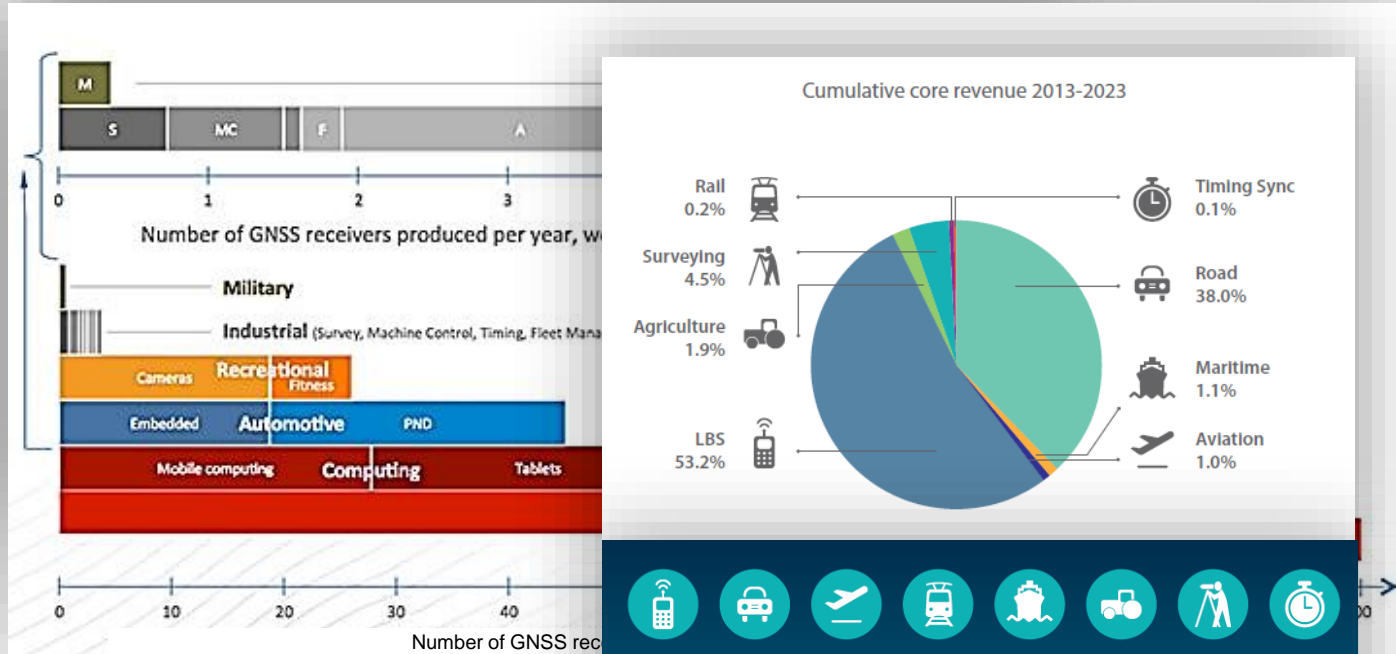 M
S MC F A
0 1 2 3
Number of GNSS receivers produced per year,
Military
Industrial (Survey, Machine Control, Timing, Fleet
Cameras Recreational Fitness
Embedded Automotive PND
Mobile computing Computing Tablets
0 10 20 30 40
Number of GNSS
Cumulative core revenue 2013-2023
Rail
0.2%
Surveying
4.5%
Agriculture
1.9%
LBS
53.2%
Timing Sync
0.1%
Road
38.0%
Maritime
1.1%
Aviation
1.0%